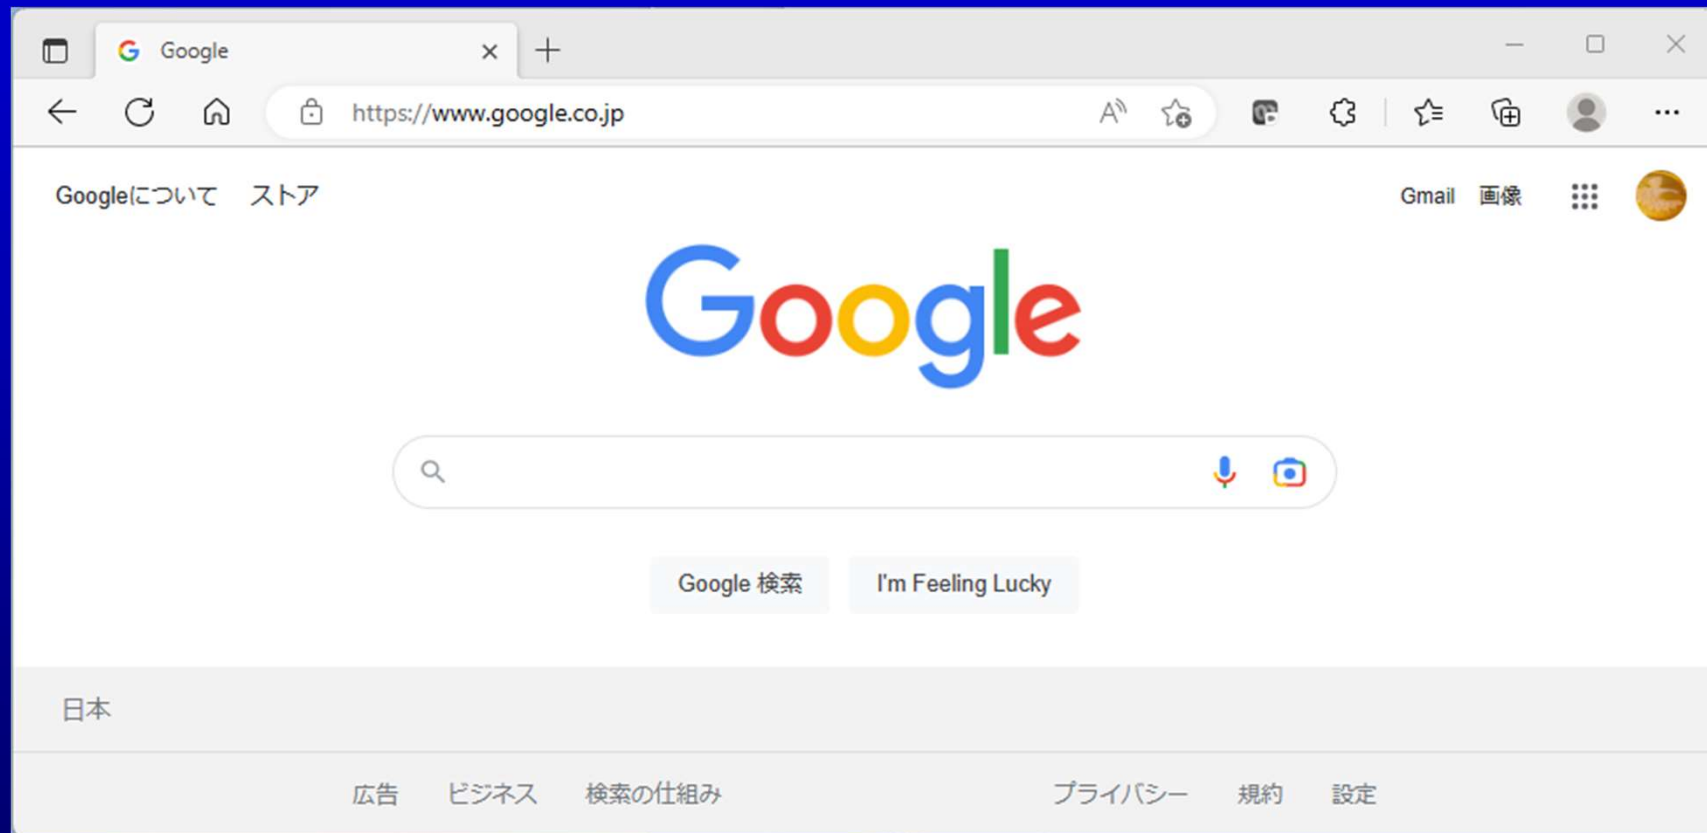 Google
https://www.google.co.jp
Googleについて ストア Gmail 画像
Google
Google 検索 I'm Feeling Lucky
日本
広告 ビジネス 検索の仕組み プライバシー 規約 設定